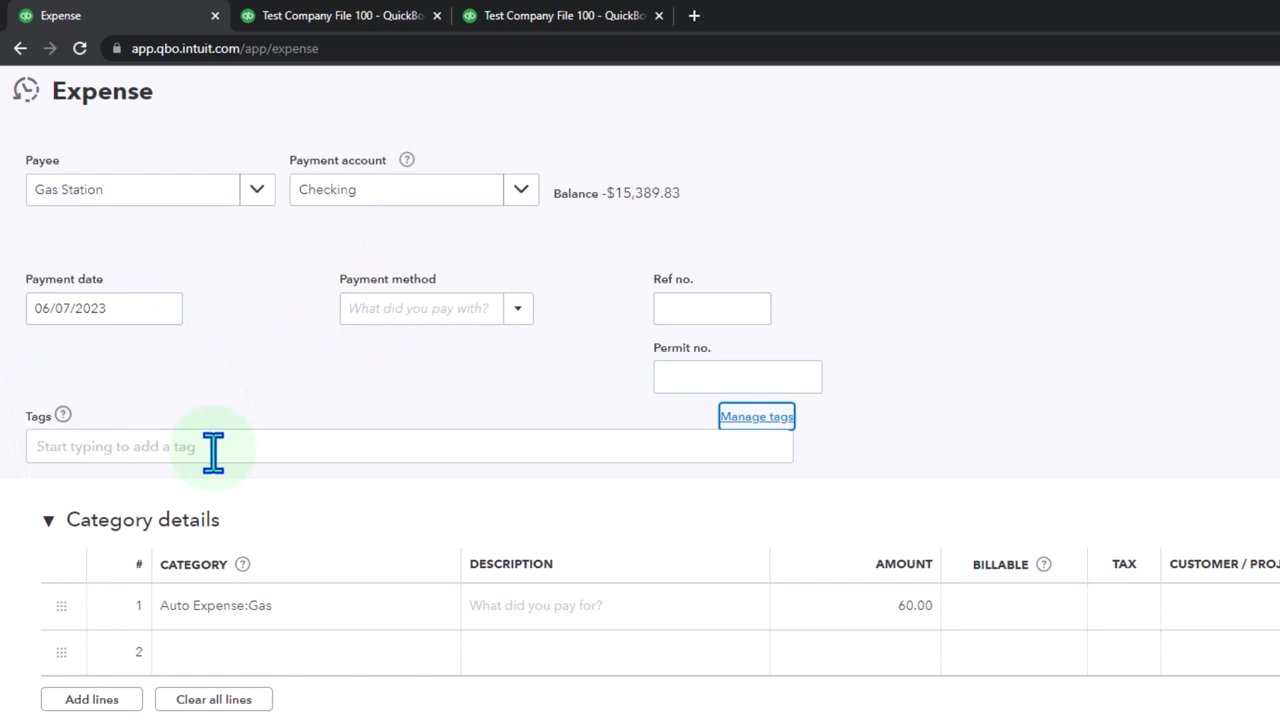 Expense
Test Company File 100 - QuickBo
Test Company File 100 - QuickBo
app.qbo.intuit.com/app/expense
Expense
Payee
Payment account ?
Gas Station
Checking
Balance -$15,389.83
Payment date
Payment method
Ref no.
06/07/2023
What did you pay with?
Permit no.
Tags ?
Manage tags
Start typing to add a tag
Category details
# CATEGORY ? DESCRIPTION AMOUNT BILLABLE ? TAX CUSTOMER / PROJ
1 Auto Expense:Gas What did you pay for? 60.00
2
Add lines Clear all lines